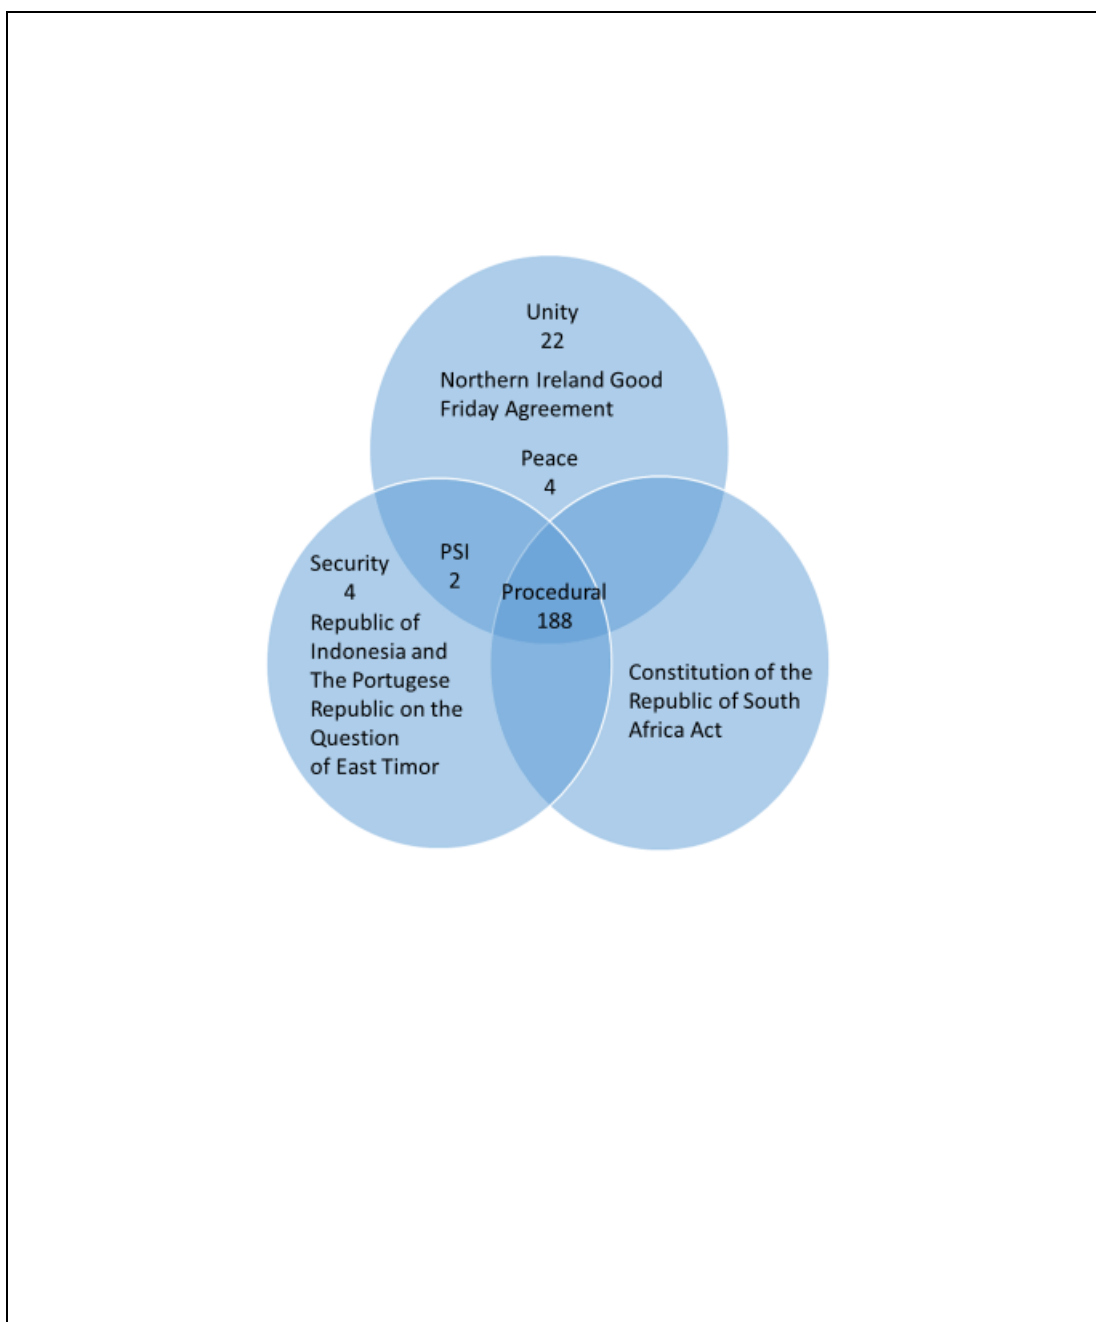 Unity
22
Northern Ireland Good
Friday Agreement
Peace
4
PSI
2
Security
4
Republic of
Indonesia and
The Portugese
Republic on the
Question
of East Timor
Procedural
188
Constitution of the
Republic of South
Africa Act